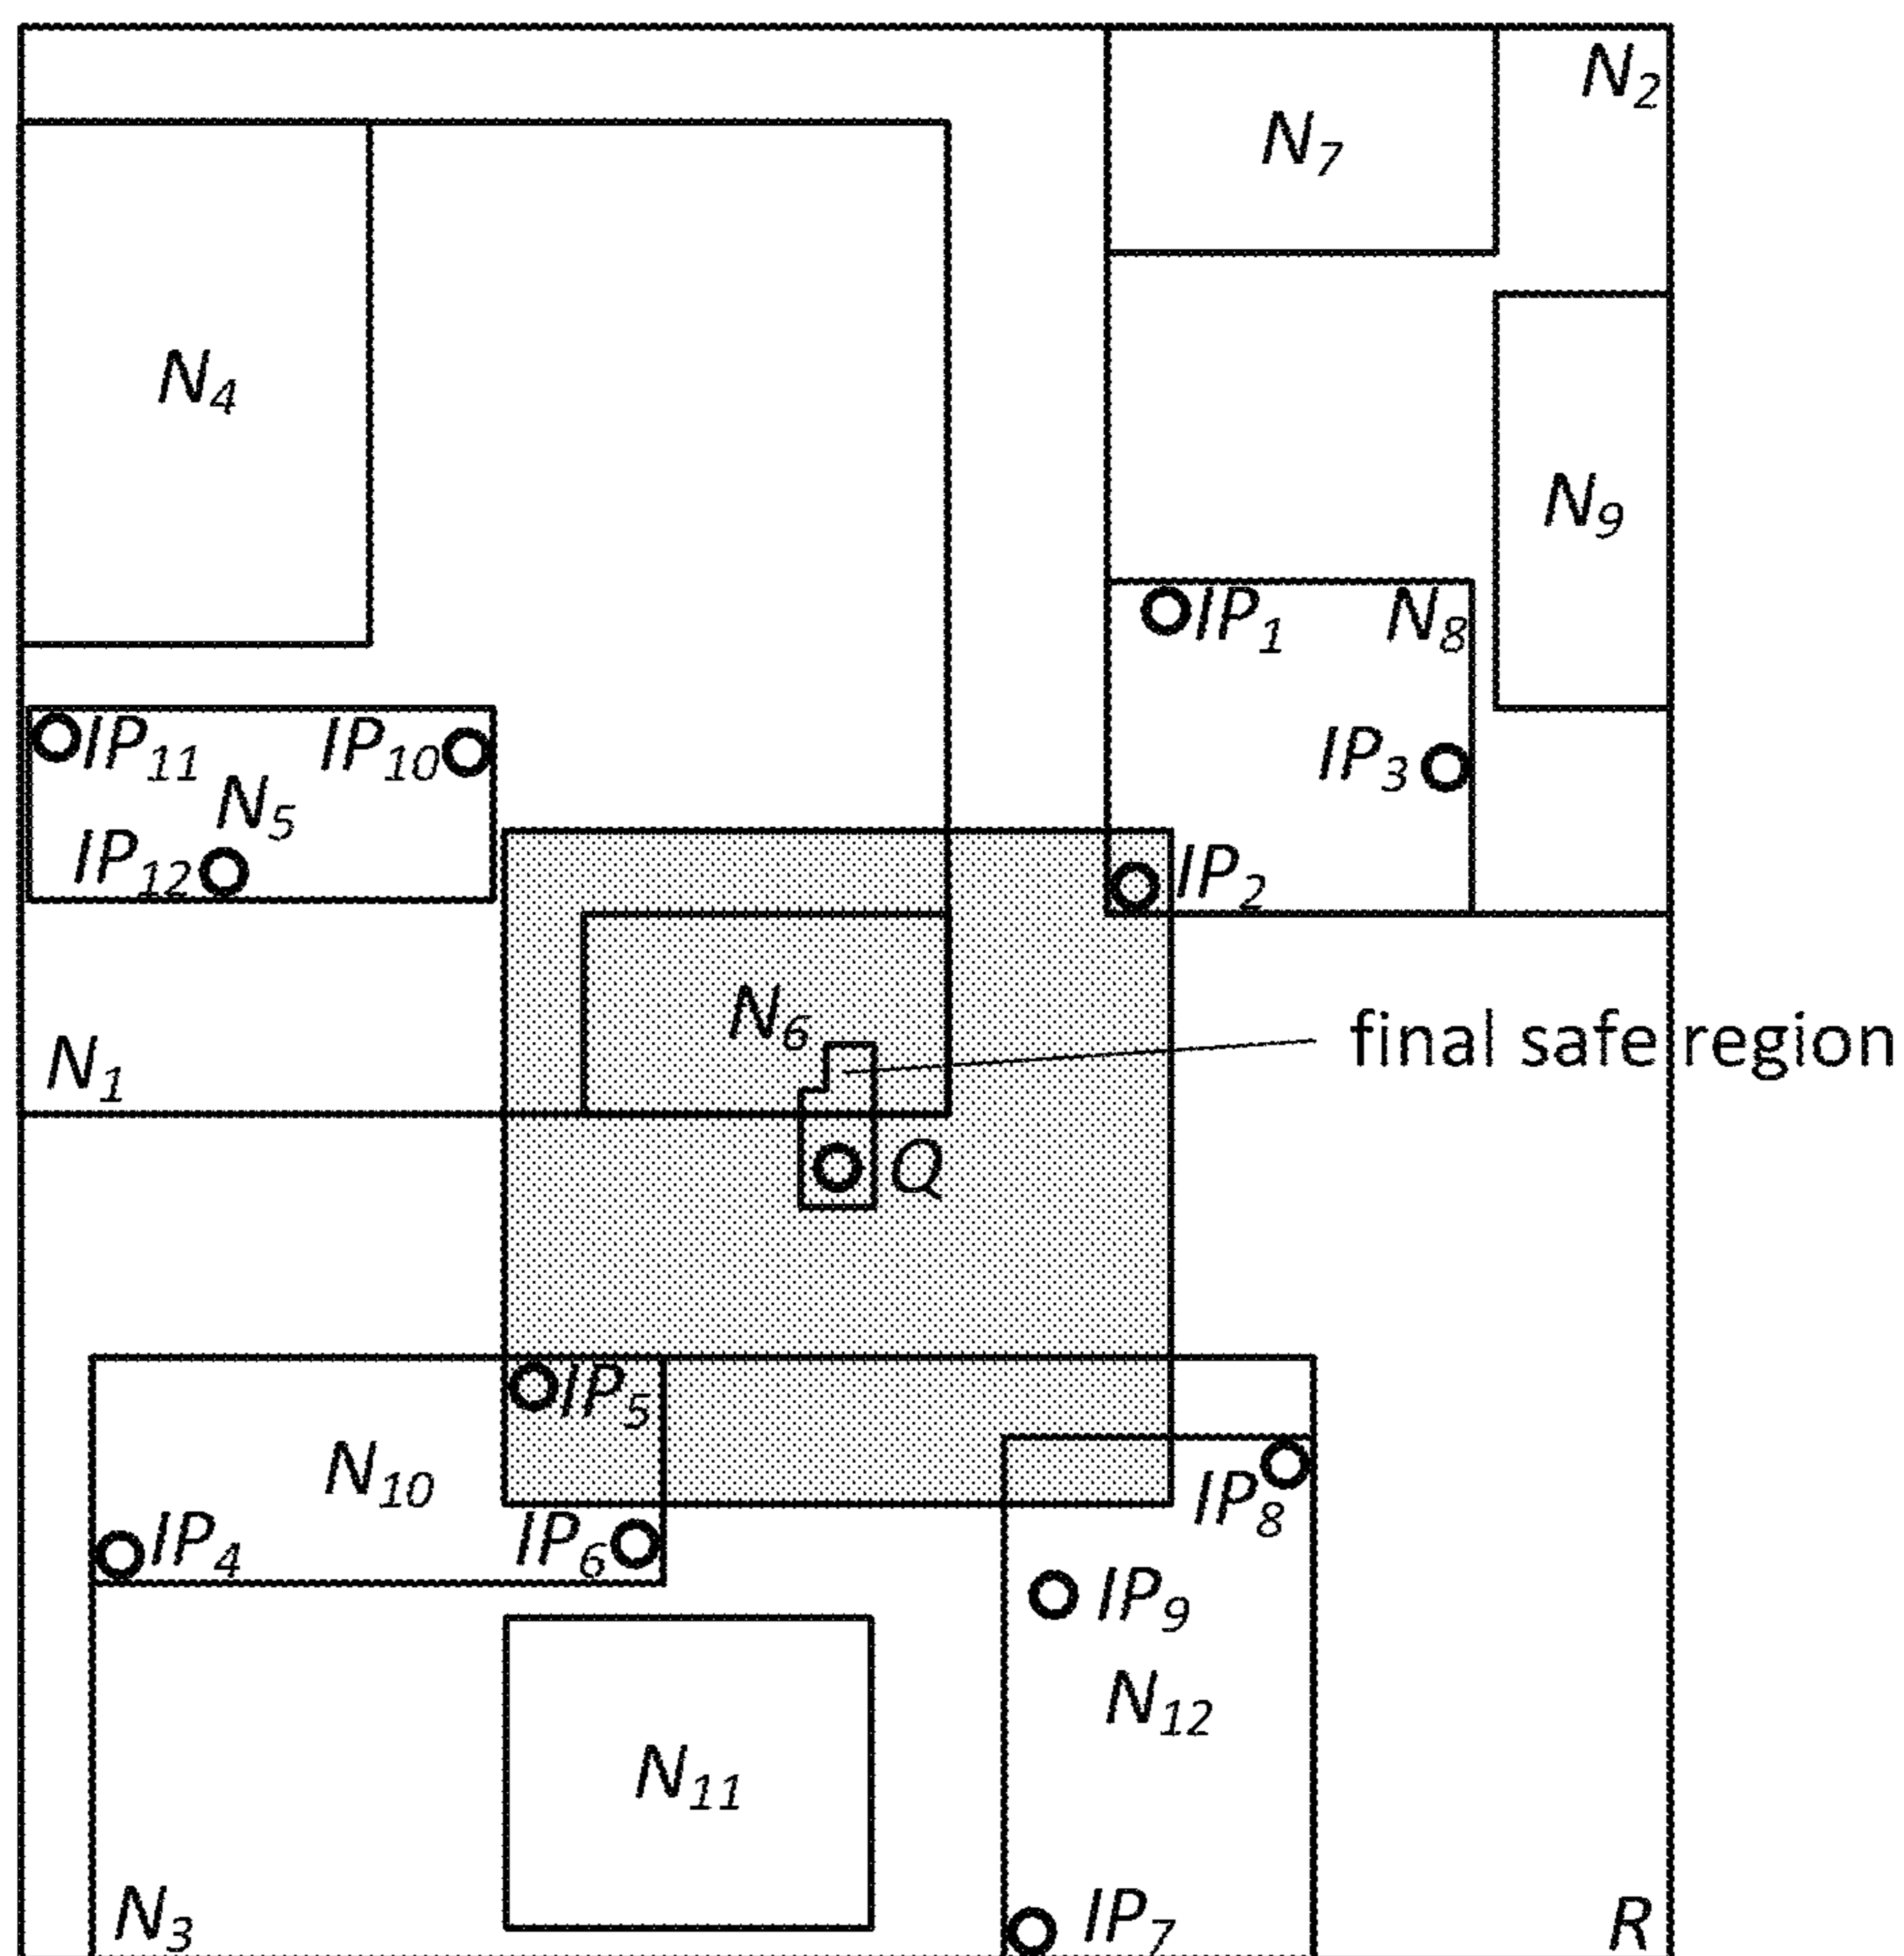 N2
N7
N4
N9
IP1
N8
IP11
IP10
IP3
N5
IP12
IP2
N6
final safe region
N1
Q
IP5
N10
IP8
IP4
IP6
IP9
N12
N11
N3
IP7
R